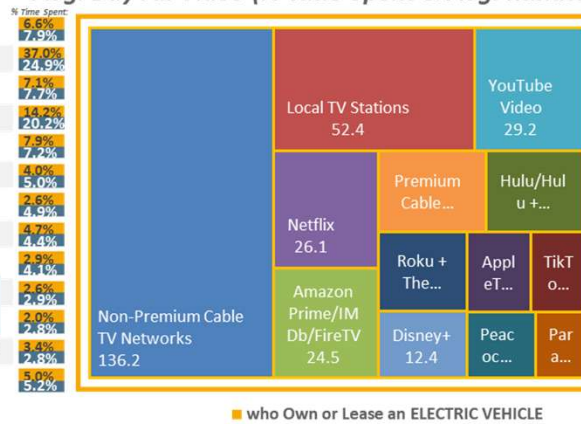 % Time Spent:
6.6%
7.9%
37.0%
24.9%
7.1%
7.7%
14.2%
20.2%
7.9%
7.2%
4.0%
5.0%
2.6%
4.9%
4.7%
4.4%
2.9%
4.1%
2.6%
2.9%
2.0%
2.8%
3.4%
2.8%
5.0%
5.2%
Non-Premium Cable
TV Networks
136.2
Local TV Stations
52.4
YouTube
Video
29.2
Netflix
26.1
Premium
Cable...
Hulu/Hul
u +...
Amazon
Prime/IM
Db/FireTV
24.5
Roku +
The...
Appl
eT...
TikT
o...
Disney+
12.4
Peac
oc...
Par
a...
who Own or Lease an ELECTRIC VEHICLE